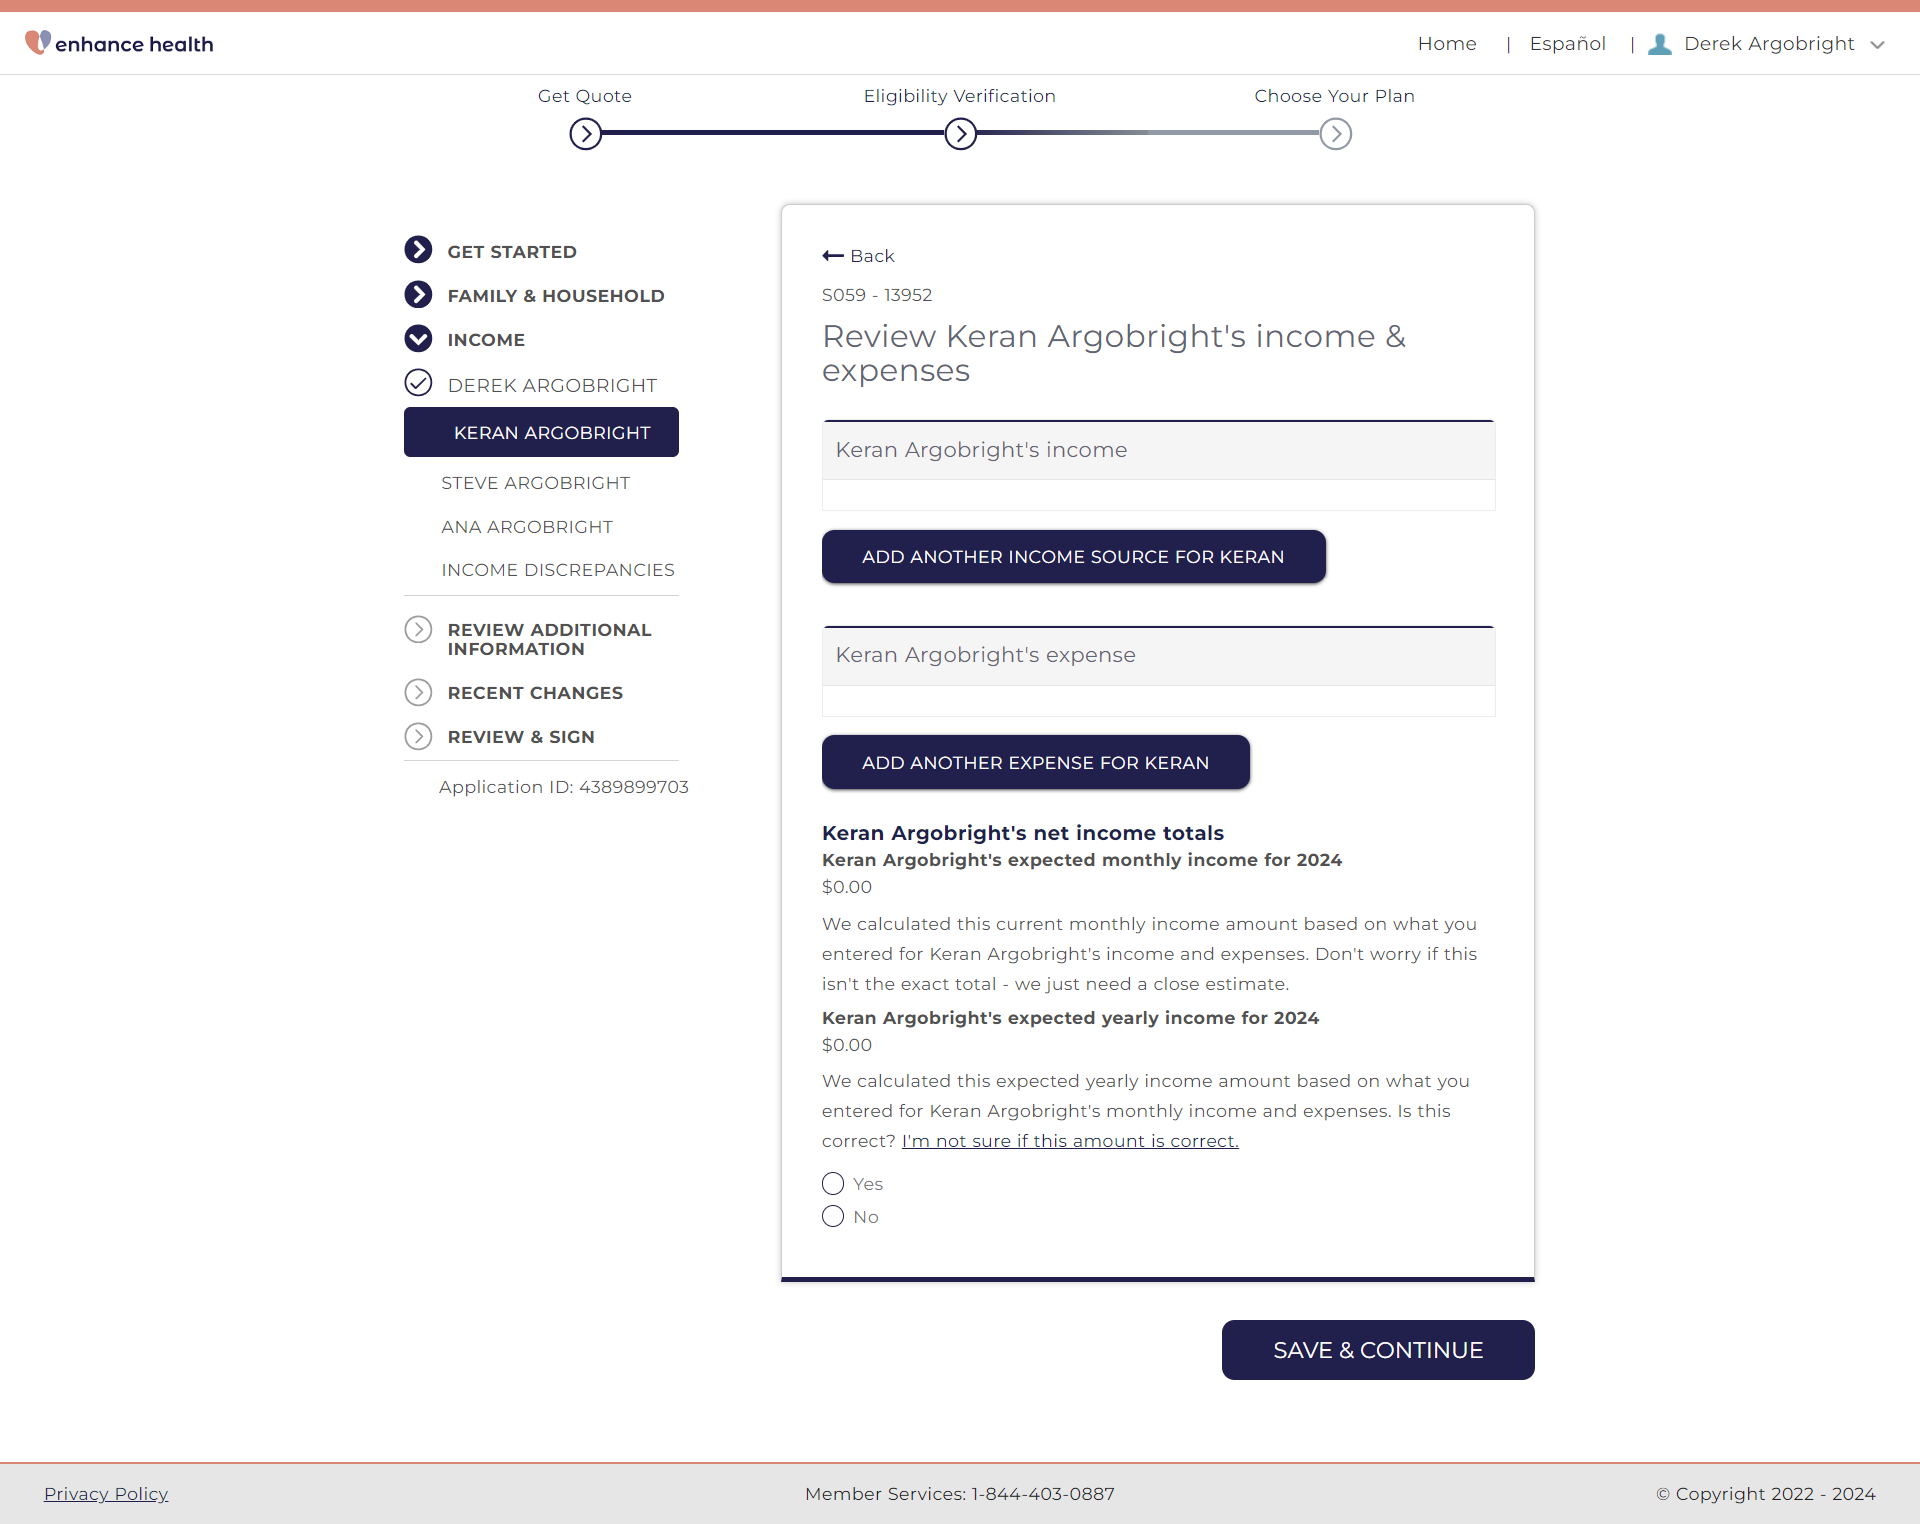 enhance health
Home | Español | Derek Argobright
Get Quote
Eligibility Verification
Choose Your Plan
GET STARTED
FAMILY & HOUSEHOLD
INCOME
DEREK ARGOBRIGHT
KERAN ARGOBRIGHT
STEVE ARGOBRIGHT
ANA ARGOBRIGHT
INCOME DISCREPANCIES
REVIEW ADDITIONAL
INFORMATION
RECENT CHANGES
REVIEW & SIGN
Application ID: 4389899703
Back
S059 - 13952
Review Keran Argobright's income &
expenses
Keran Argobright's income
ADD ANOTHER INCOME SOURCE FOR KERAN
Keran Argobright's expense
ADD ANOTHER EXPENSE FOR KERAN
Keran Argobright's net income totals
Keran Argobright's expected monthly income for 2024
$0.00
We calculated this current monthly income amount based on what you
entered for Keran Argobright's income and expenses. Don't worry if this
isn't the exact total - we just need a close estimate.
Keran Argobright's expected yearly income for 2024
$0.00
We calculated this expected yearly income amount based on what you
entered for Keran Argobright's monthly income and expenses. Is this
correct? I'm not sure if this amount is correct.
Yes
No
SAVE & CONTINUE
Privacy Policy
Member Services: 1-844-403-0887
© Copyright 2022 - 2024